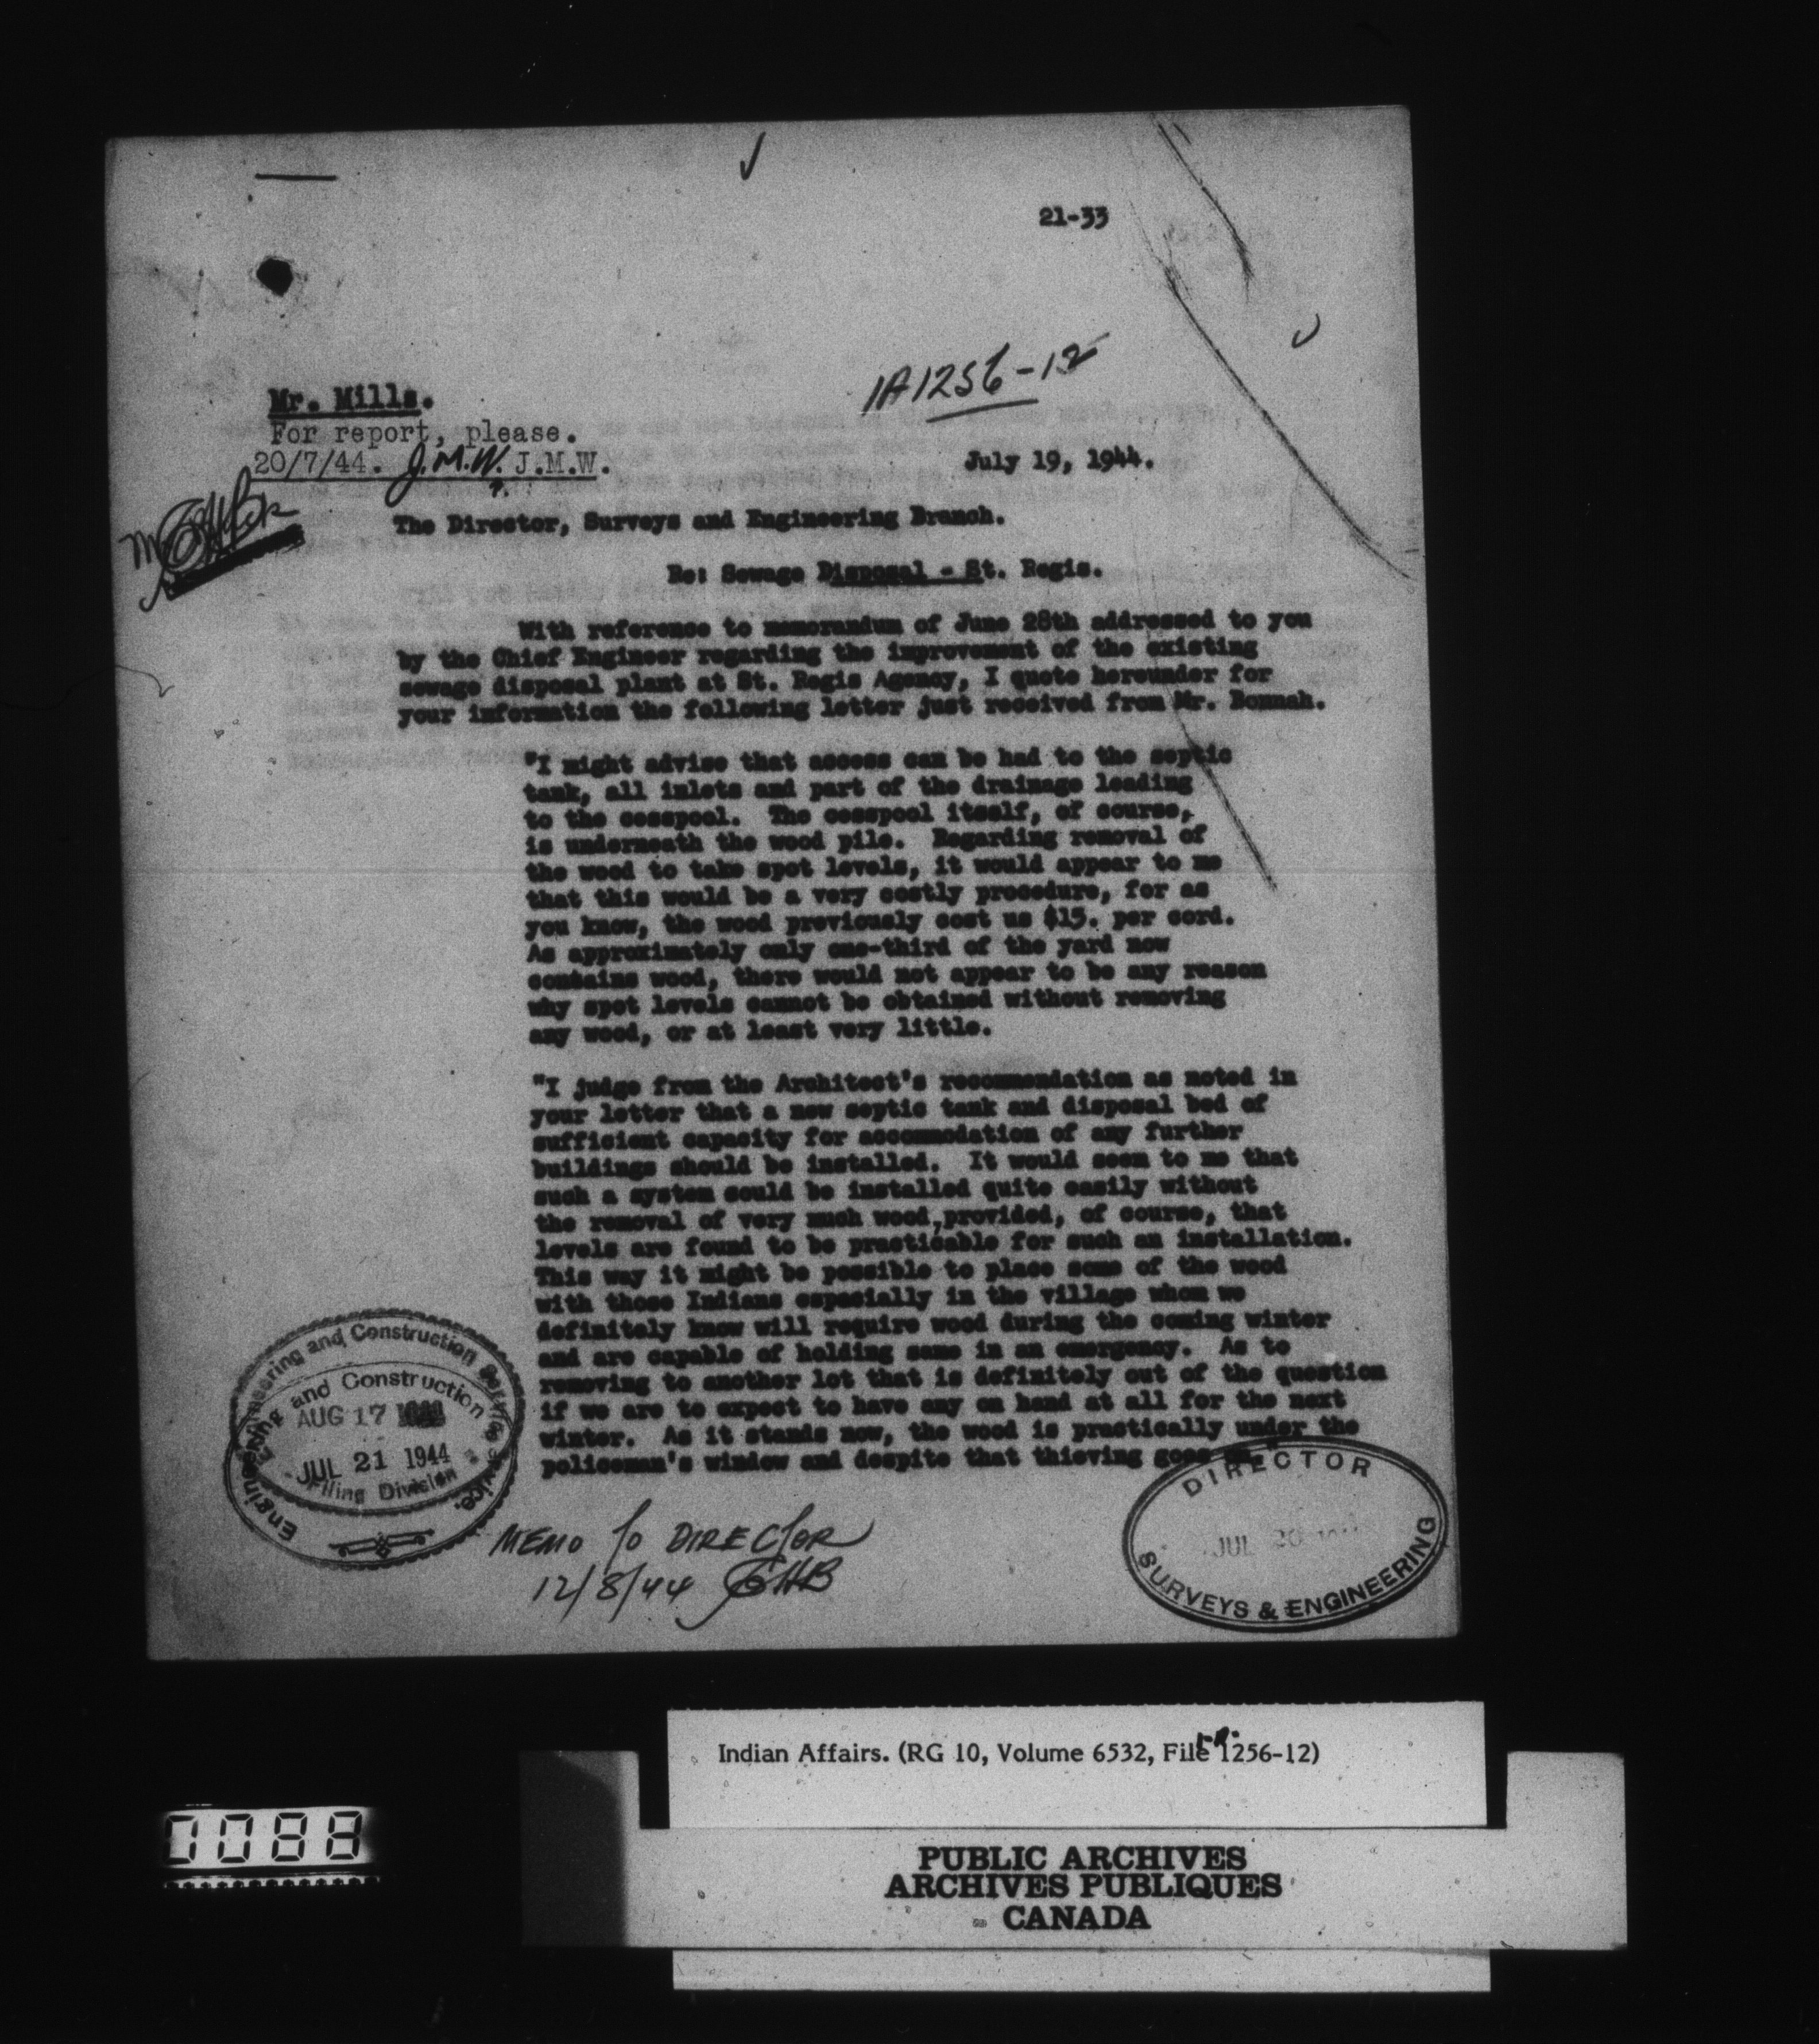 21-33
IA1256-12
Mr. Mills.
For report, please.
20/7/44. J.M.W. J.M.W.
July 19, 1944.
The Director, Surveys and Engineering Branch.
Re: Sewage Disposal - St. Regis.
With reference to memorandum of June 28th addressed to you
by the Chief Engineer regarding the improvement of the existing
sewage disposal plant at St. Regis Agency, I quote hereunder for
your information the following letter just received from Mr. Bonnah.
"I might advise that access can be had to the septic
tank, all inlets and part of the drainage leading
to the cesspool. The cesspool itself, of course,
is underneath the wood pile. Regarding removal of
the wood to take spot levels, it would appear to me
that this would be a very costly procedure, for as
you know, the wood previously cost us $15. per cord.
As approximately only one-third of the yard now
contains wood, there would not appear to be any reason
why spot levels cannot be obtained without removing
any wood, or at least very little.
"I judge from the Architect's recommendation as noted in
your letter that a new septic tank and disposal bed of
sufficient capacity for accommodation of any further
buildings should be installed. It would seem to me that
such a system could be installed quite easily without
the removal of very much wood, provided, of course, that
levels are found to be practicable for such an installation.
This way it might be possible to place some of the wood
with those Indians especially in the village whom we
definitely know will require wood during the coming winter
and are capable of holding same in an emergency. As to
removing to another lot that is definitely out of the question
if we are to expect to have any on hand at all for the next
winter. As it stands now, the wood is practically under the
policeman's window and despite that thieving goes on."
Engineering and Construction Service.
Engineering and Construction
AUG 17
JUL 21 1944
Filing Division
DIRECTOR
JUL 20
SURVEYS & ENGINEERING
MEMO TO DIRECTOR
12/8/44 GHB
Indian Affairs. (RG 10, Volume 6532, File 1256-12)
0088
PUBLIC ARCHIVES
ARCHIVES PUBLIQUES
CANADA